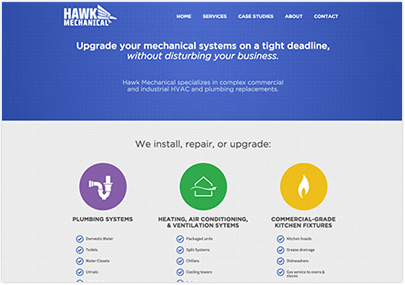 HAWK
MECHANICAL
HOME SERVICES CASE STUDIES ABOUT CONTACT
Upgrade your mechanical systems on a tight deadline,
without disturbing your business.
Hawk Mechanical specializes in complex commercial
and industrial HVAC and plumbing replacements.
We install, repair, or upgrade:
PLUMBING SYSTEMS
Domestic Water
Toilets
Water Closets
Urinals
HEATING, AIR CONDITIONING,
& VENTILATION SYTEMS
Packaged units
Split Systems
Chillers
Cooling towers
COMMERCIAL-GRADE
KITCHEN FIXTURES
Kitchen hoods
Grease drainage
Dishwashers
Gas service to ovens &
stoves